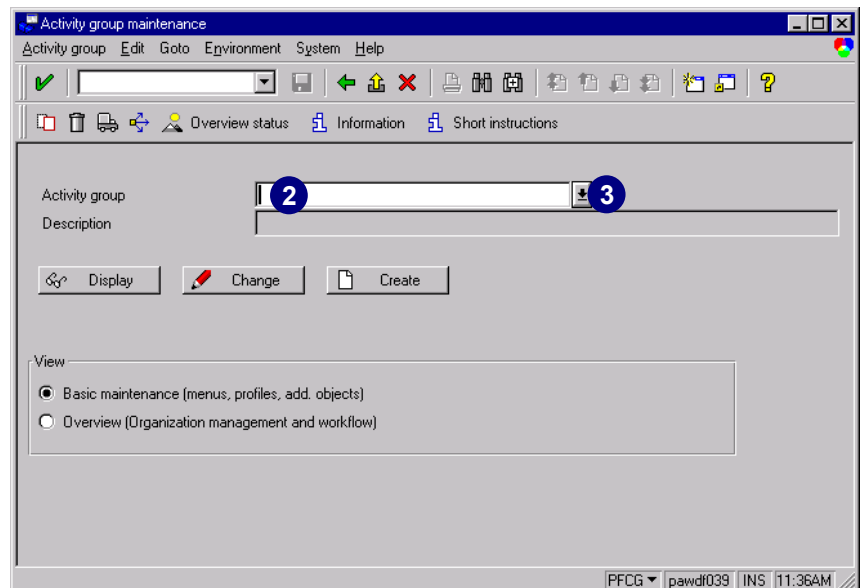 Activity group maintenance
Activity group Edit Goto Environment System Help
Overview status Information Short instructions
Activity group 2 3
Description
Display Change Create
View
Basic maintenance (menus, profiles, add. objects)
Overview (Organization management and workflow)
PFCG pawdf039 INS 11:36AM